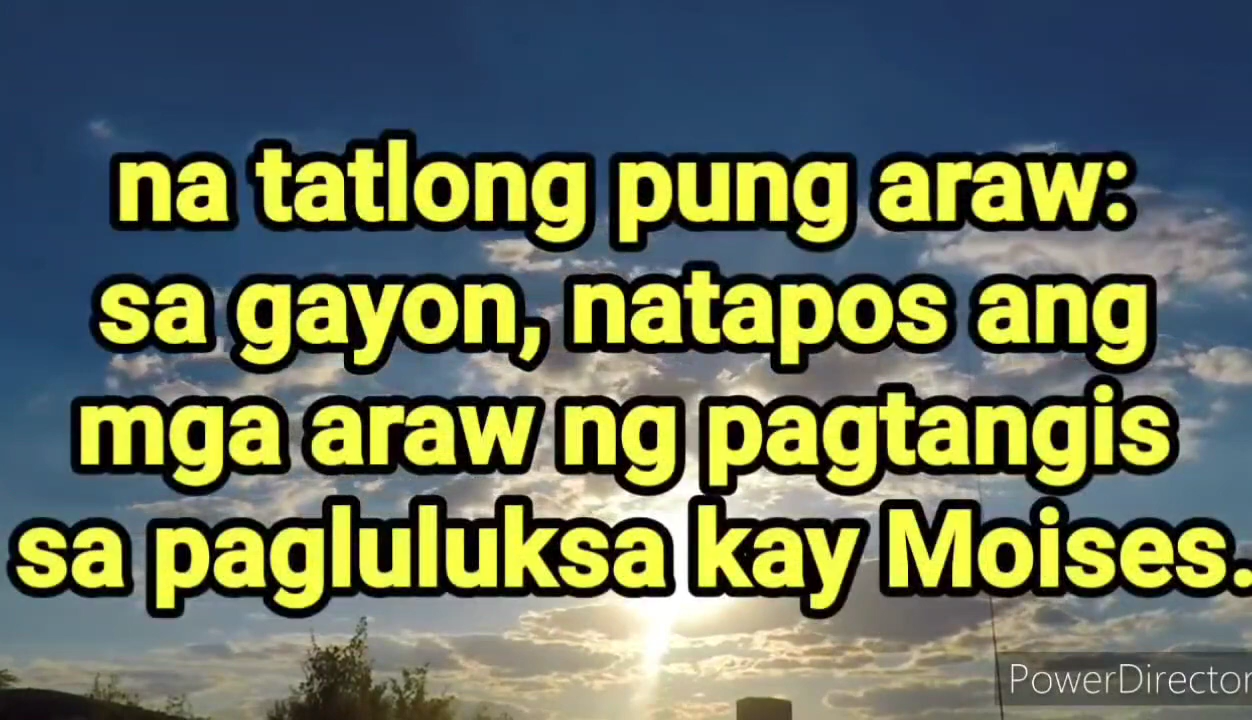 na tatlong pung araw:
sa gayon, natapos ang
mga araw ng pagtangis
sa pagluluksa kay Moises.
PowerDirector